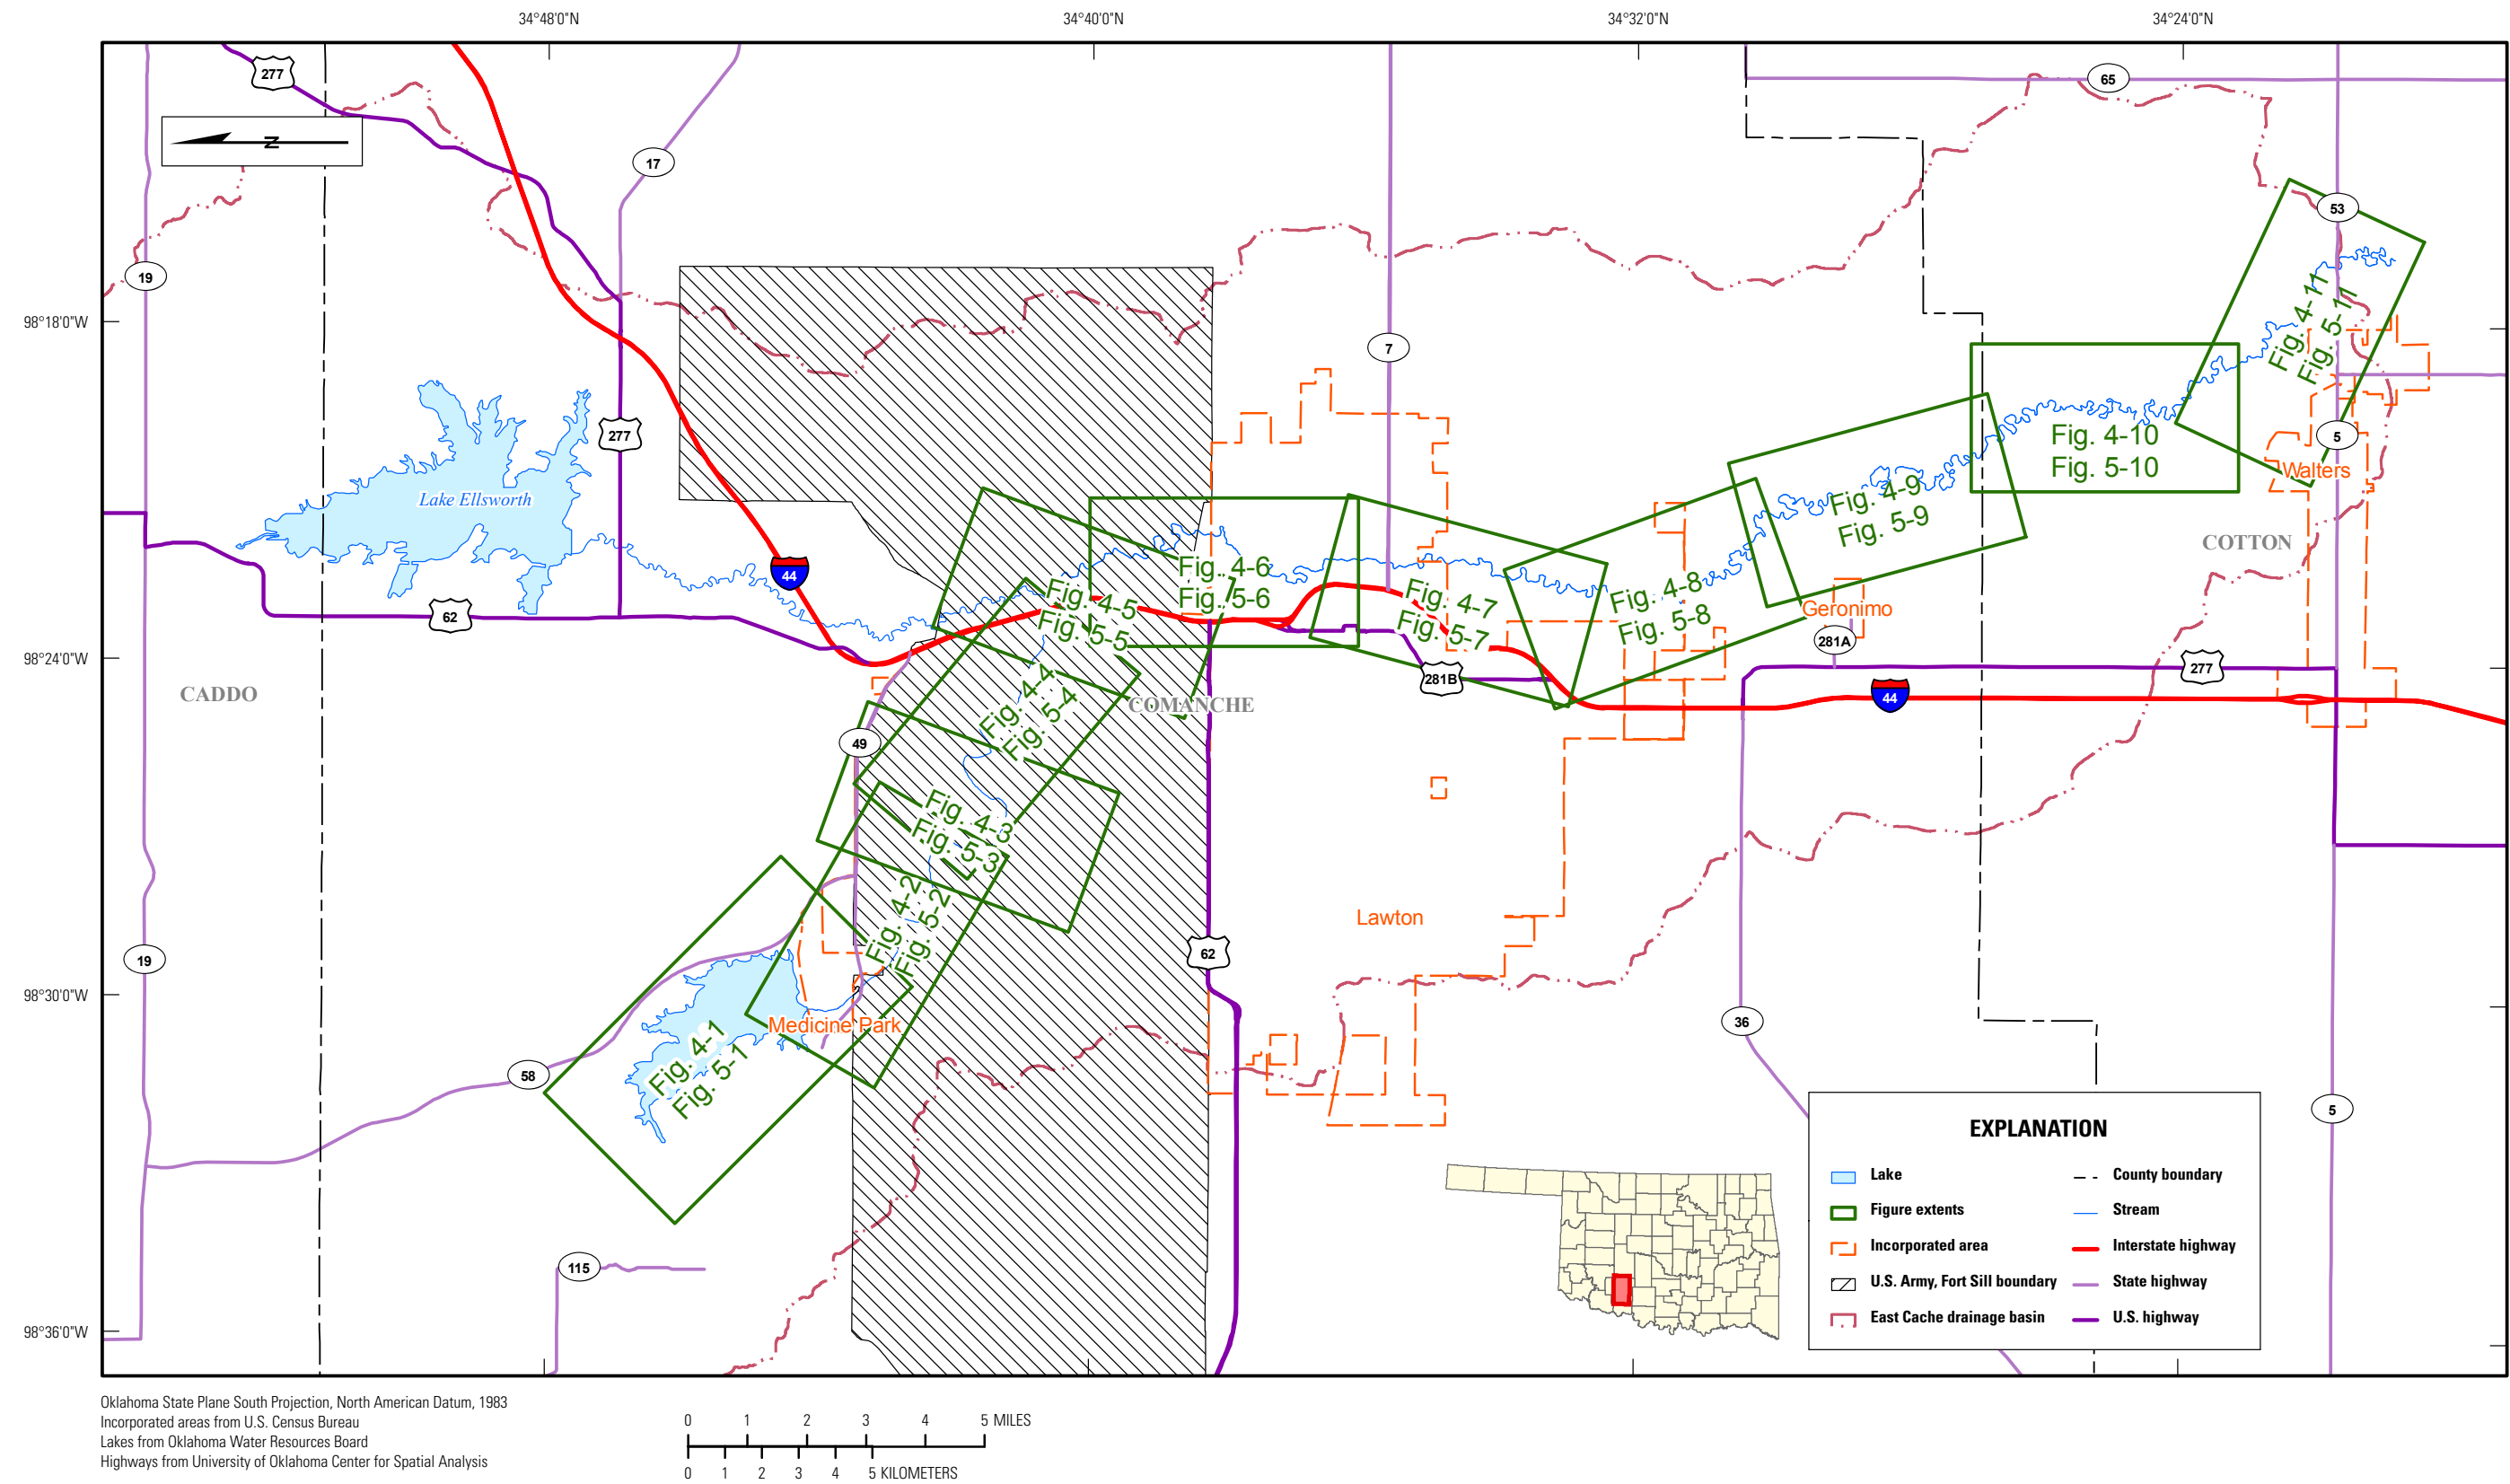 34°48'0"N
34°40'0"N
34°32'0"N
34°24'0"N
277
65
N
17
53
19
98°18'0"W
Fig. 4-11
Fig. 5-11
7
277
Fig. 4-10
Fig. 5-10
5
Walters
Lake Ellsworth
Fig. 4-9
Fig. 5-9
COTTON
44
Fig. 4-6
Fig. 5-6
Fig. 4-5
Fig. 5-5
Fig. 4-7
Fig. 5-7
Fig. 4-8
Fig. 5-8
Geronimo
62
281A
98°24'0"W
277
281B
44
CADDO
Fig. 4-4
Fig. 5-4
COMANCHE
49
Fig. 4-3
Fig. 5-3
Fig. 4-2
Fig. 5-2
Lawton
62
19
98°30'0"W
Medicine Park
36
Fig. 4-1
Fig. 5-1
58
5
115
98°36'0"W
EXPLANATION
Lake
County boundary
Figure extents
Stream
Incorporated area
Interstate highway
U.S. Army, Fort Sill boundary
State highway
East Cache drainage basin
U.S. highway
Oklahoma State Plane South Projection, North American Datum, 1983
Incorporated areas from U.S. Census Bureau
Lakes from Oklahoma Water Resources Board
Highways from University of Oklahoma Center for Spatial Analysis
0 1 2 3 4 5 MILES
0 1 2 3 4 5 KILOMETERS